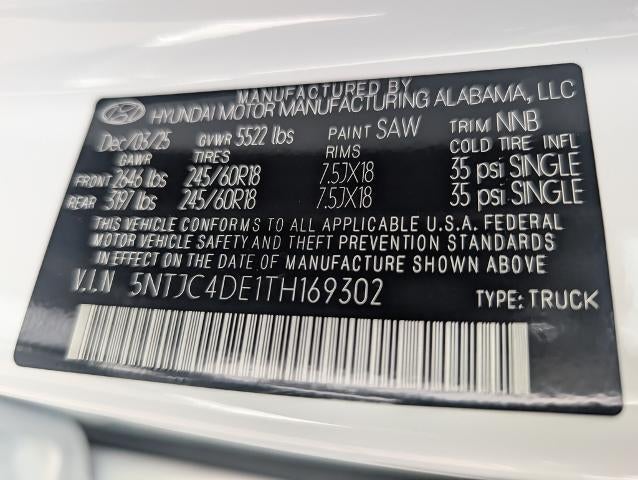 MANUFACTURED BY
HYUNDAI MOTOR MANUFACTURING ALABAMA, LLC
Dec/03/25 GVWR 5522 lbs PAINT SAW TRIM NNB
GAWR TIRES RIMS COLD TIRE INFL
FRONT 2646 lbs 245/60R18 7.5JX18 35 psi SINGLE
REAR 3197 lbs 245/60R18 7.5JX18 35 psi SINGLE
THIS VEHICLE CONFORMS TO ALL APPLICABLE U.S.A. FEDERAL
MOTOR VEHICLE SAFETY AND THEFT PREVENTION STANDARDS
IN EFFECT ON THE DATE OF MANUFACTURE SHOWN ABOVE.
V.I.N 5NTJC4DE1TH169302 TYPE: TRUCK